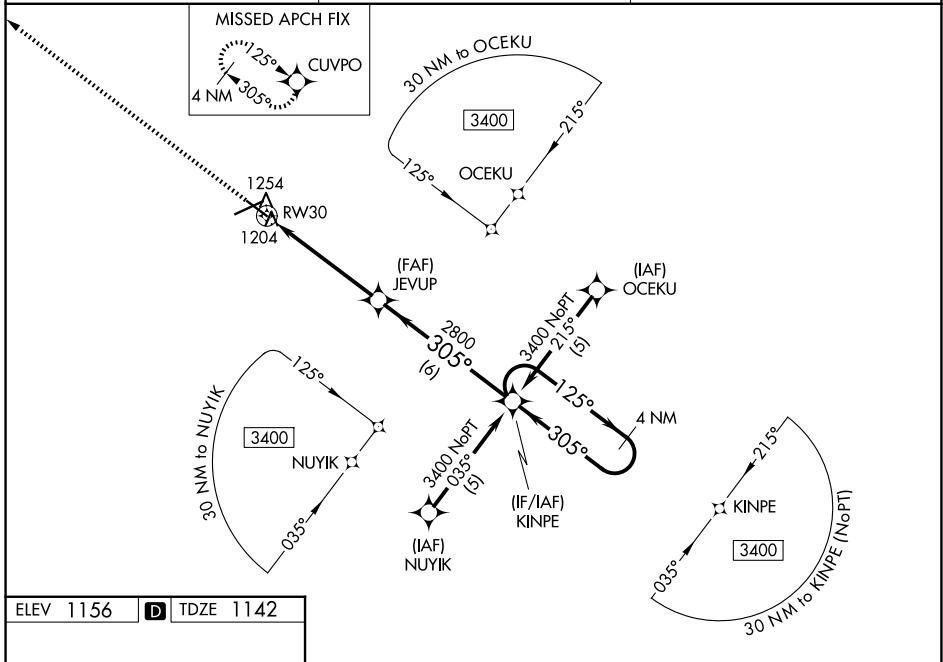 MISSED APCH FIX
125°
CUVPO
4 NM
305°
30 NM to OCEKU
3400
215°
125°
OCEKU
1254
RW30
1204
(FAF)
JEVUP
(IAF)
OCEKU
2800
305°
(6)
3400 NoPT
215°
(5)
125°
305°
4 NM
30 NM to NUYIK
125°
3400
NUYIK
035°
3400 NoPT
035°
(5)
(IF/IAF)
KINPE
(IAF)
NUYIK
215°
KINPE
3400
035°
30 NM to KINPE (NoPT)
ELEV 1156 D TDZE 1142